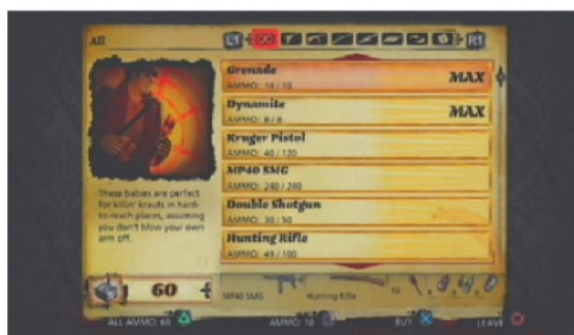 All L1 R1
Grenade MAX
AMMO: 10 / 10
Dynamite MAX
AMMO: 8 / 8
Kruger Pistol
AMMO: 40 / 120
MP40 SMG
AMMO: 240 / 240
Double Shotgun
AMMO: 30 / 50
Hunting Rifle
AMMO: 49 / 100
These babies are perfect
for killin' krauts in hard-
to-reach places, assuming
you don't blow your own
arm off.
60
MP40 SMG Hunting Rifle 10
ALL AMMO: 60 AMMO: 10 BUY LEAVE